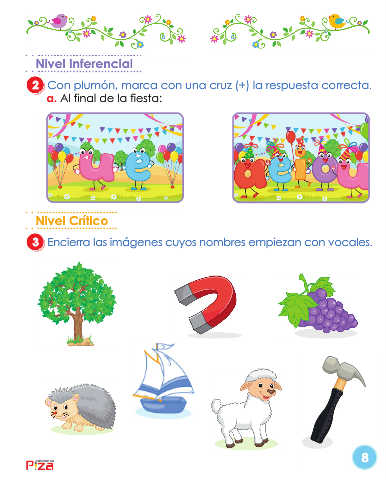 Nivel Inferencial
2 Con plumón, marca con una cruz (+) la respuesta correcta.
a. Al final de la fiesta:
u e
a e i o u
Nivel Crítico
3 Encierra las imágenes cuyos nombres empiezan con vocales.
PIZA
8